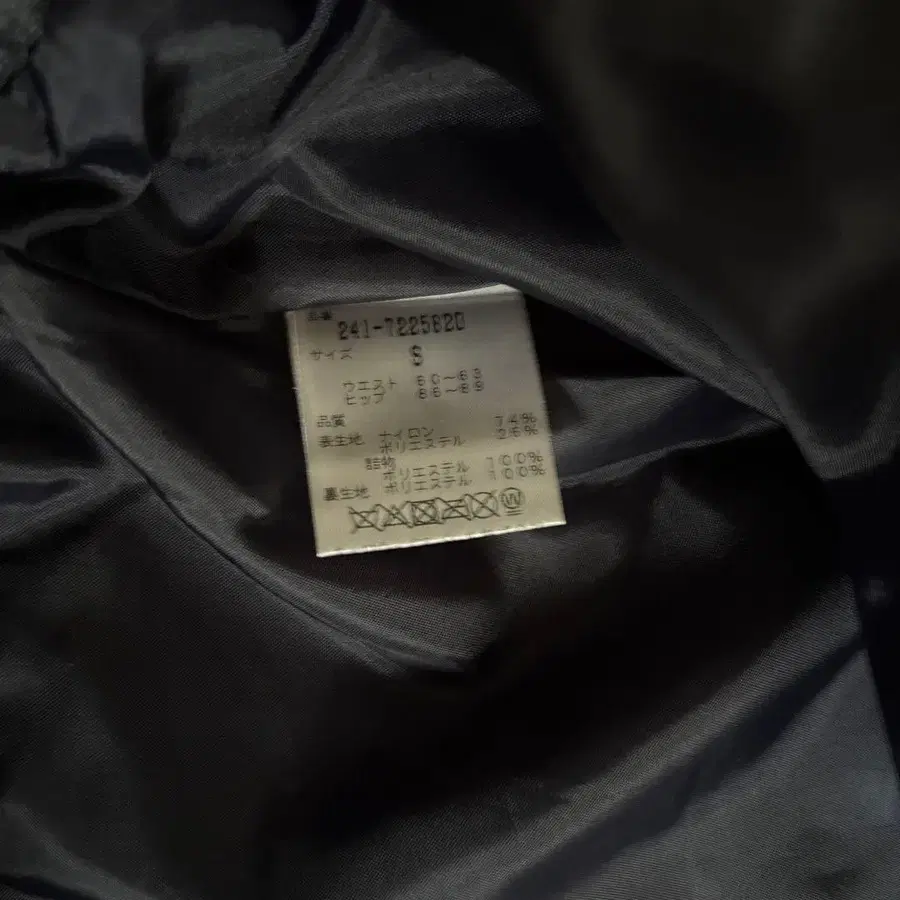 品番 241-7225820
サイズ S
ウエスト 60～63
ヒップ 86～89
品質
表生地 ナイロン 74%
ポリエステル 26%
詰物
ポリエステル 100%
裏生地 ポリエステル 100%
W